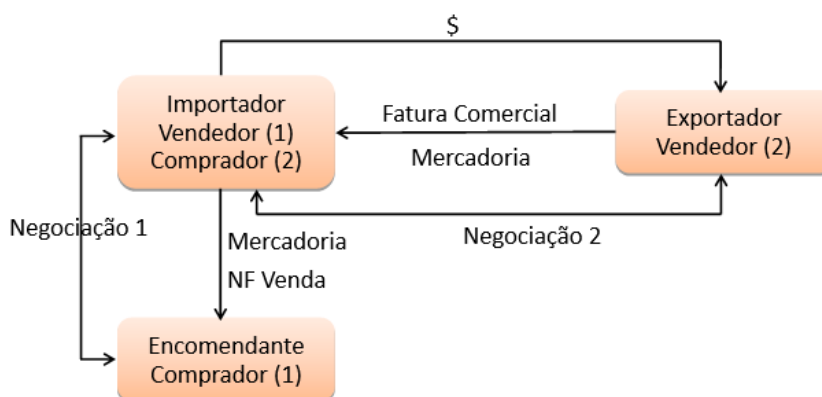 $
Importador
Vendedor (1)
Comprador (2)
Fatura Comercial
Mercadoria
Exportador
Vendedor (2)
Negociação 1
Negociação 2
Mercadoria
NF Venda
Encomendante
Comprador (1)